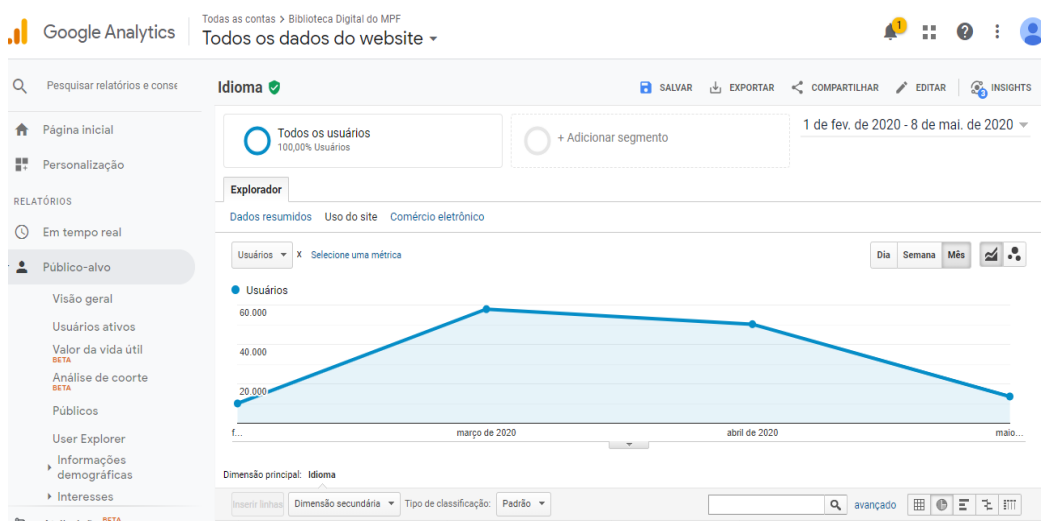 Google Analytics
Todas as contas > Biblioteca Digital do MPF
Todos os dados do website
1
Pesquisar relatórios e conse
Página inicial
Personalização
RELATÓRIOS
Em tempo real
Público-alvo
Visão geral
Usuários ativos
Valor da vida útil
BETA
Análise de coorte
BETA
Públicos
User Explorer
Informações
demográficas
Interesses
BETA
Idioma
SALVAR
EXPORTAR
COMPARTILHAR
EDITAR
3
INSIGHTS
Todos os usuários
100,00% Usuários
+ Adicionar segmento
1 de fev. de 2020 - 8 de mai. de 2020
Explorador
Dados resumidos Uso do site Comércio eletrônico
Usuários X Selecione uma métrica
Dia Semana Mês
Usuários
60.000
40.000
20.000
f... março de 2020 abril de 2020 maio...
Dimensão principal: Idioma
Inserir linhas Dimensão secundária Tipo de classificação: Padrão avançado